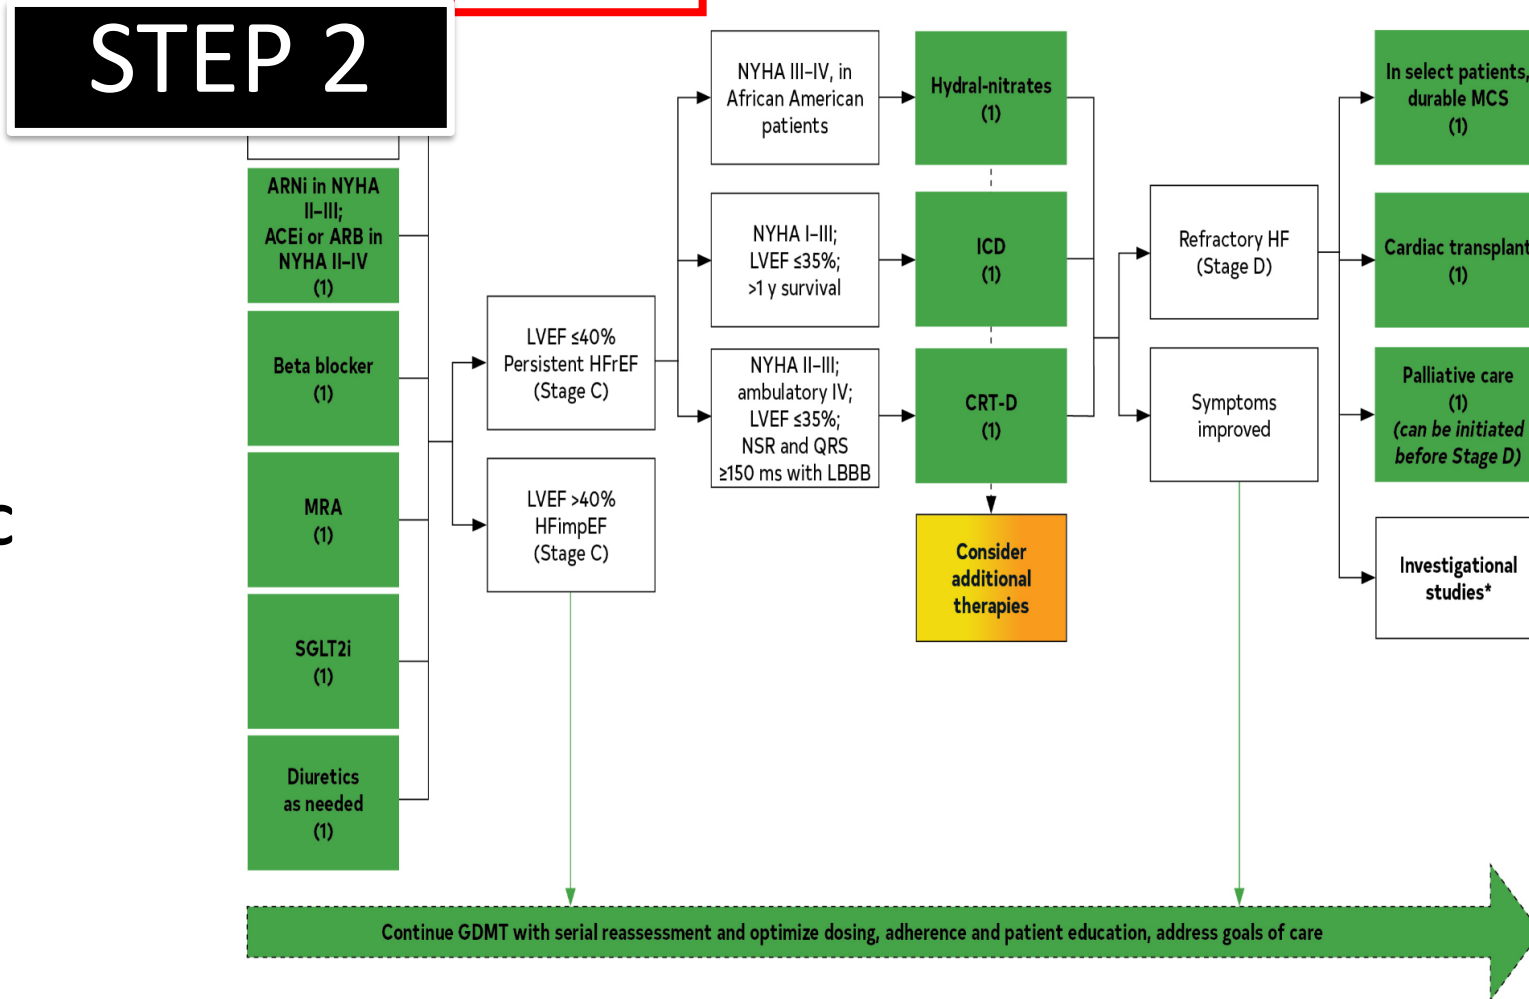 STEP 2
ARNi in NYHA
II–III;
ACEi or ARB in
NYHA II–IV
(1)
Beta blocker
(1)
MRA
(1)
SGLT2i
(1)
Diuretics
as needed
(1)
C
LVEF ≤40%
Persistent HFrEF
(Stage C)
LVEF >40%
HFimpEF
(Stage C)
NYHA III–IV, in
African American
patients
NYHA I–III;
LVEF ≤35%;
>1 y survival
NYHA II–III;
ambulatory IV;
LVEF ≤35%;
NSR and QRS
≥150 ms with LBBB
Hydral-nitrates
(1)
ICD
(1)
CRT-D
(1)
Consider
additional
therapies
Refractory HF
(Stage D)
Symptoms
improved
In select patients,
durable MCS
(1)
Cardiac transplant
(1)
Palliative care
(1)
(can be initiated
before Stage D)
Investigational
studies*
Continue GDMT with serial reassessment and optimize dosing, adherence and patient education, address goals of care